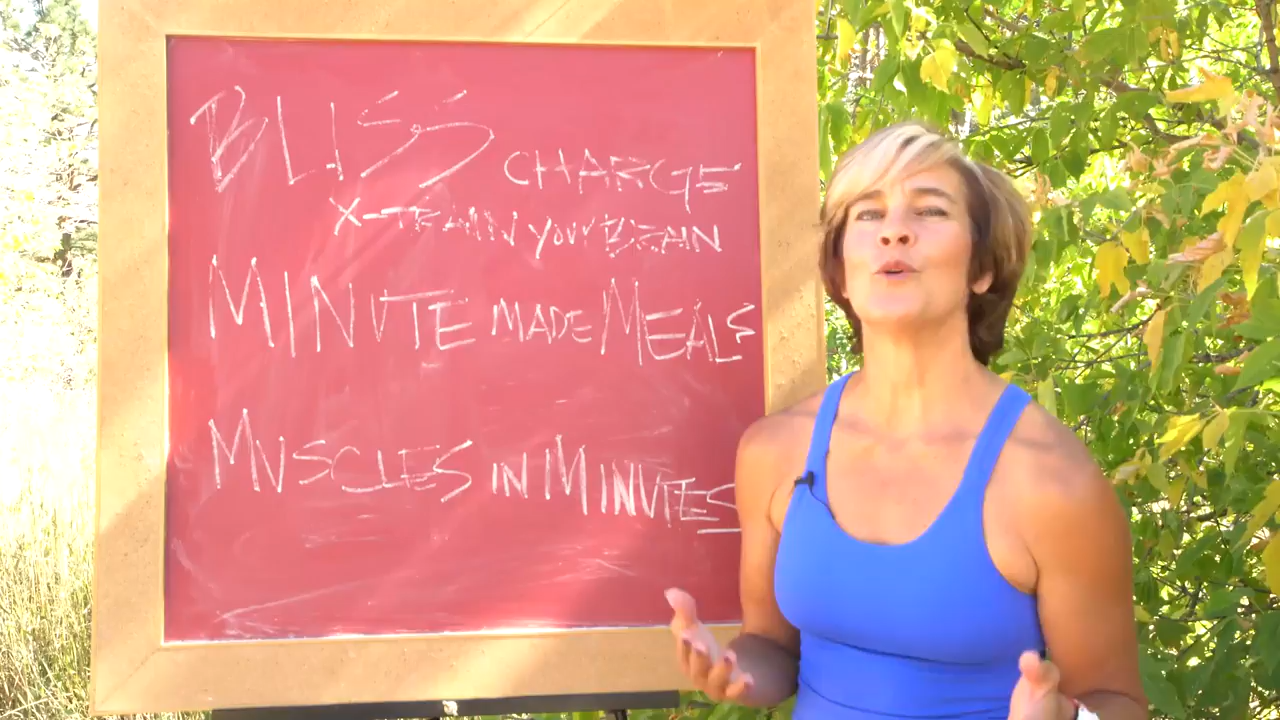 BLISS CHARGE
X-TRAIN YOUR BRAIN
MINUTE MADE MEALS
MUSCLES IN MINUTES